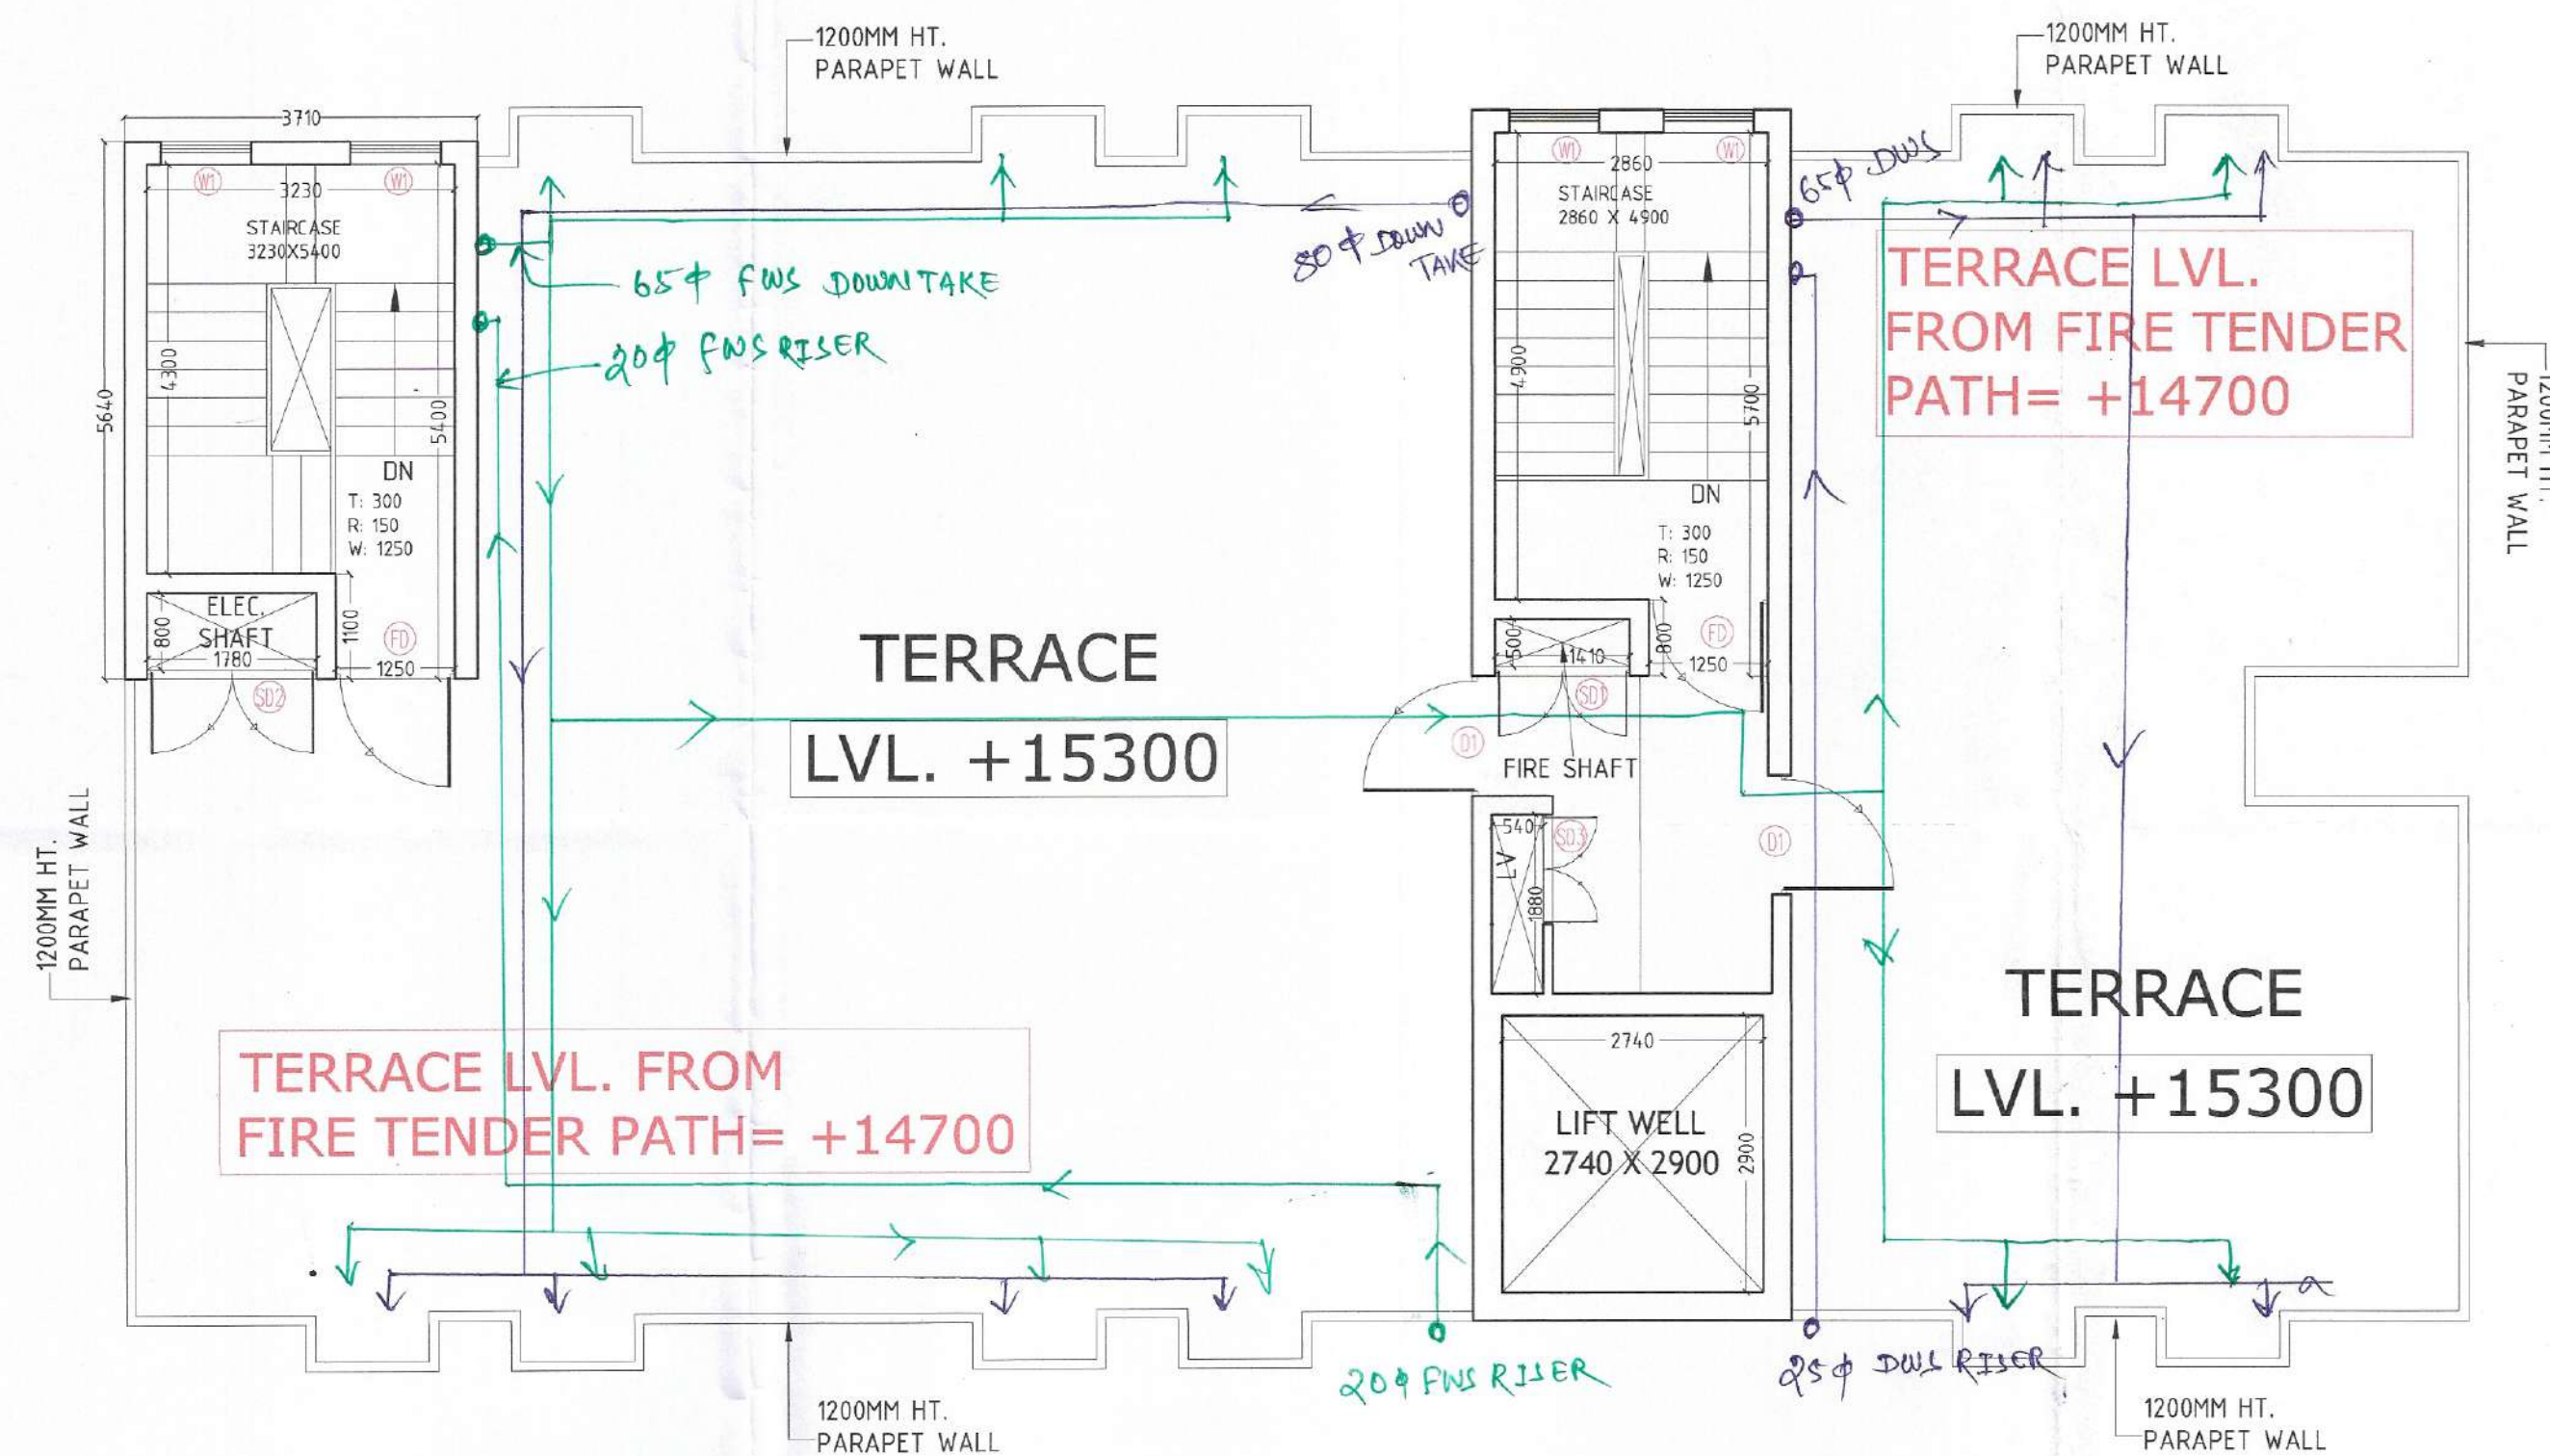 1200MM HT.
PARAPET WALL
1200MM HT.
PARAPET WALL
3710
W1
3230
W1
STAIRCASE
3230X5400
4300
5640
5400
DN
T: 300
R: 150
W: 1250
ELEC.
SHAFT
800
1780
1100
FD
1250
SD2
65φ FWS DOWNTAKE
20φ FWS RISER
80φ DOWN
TAKE
W1
2860
W1
STAIRCASE
2860 X 4900
4900
5700
DN
T: 300
R: 150
W: 1250
500
1410
800
FD
1250
SD1
D1
FIRE SHAFT
540
LV
1880
SD3
D1
65φ DWS
TERRACE LVL.
FROM FIRE TENDER
PATH= +14700
1200MM HT.
PARAPET WALL
TERRACE
LVL. +15300
1200MM HT.
PARAPET WALL
TERRACE LVL. FROM
FIRE TENDER PATH= +14700
2740
LIFT WELL
2740 X 2900
2900
TERRACE
LVL. +15300
20φ FWS RISER
25φ DWS RISER
1200MM HT.
PARAPET WALL
1200MM HT.
PARAPET WALL